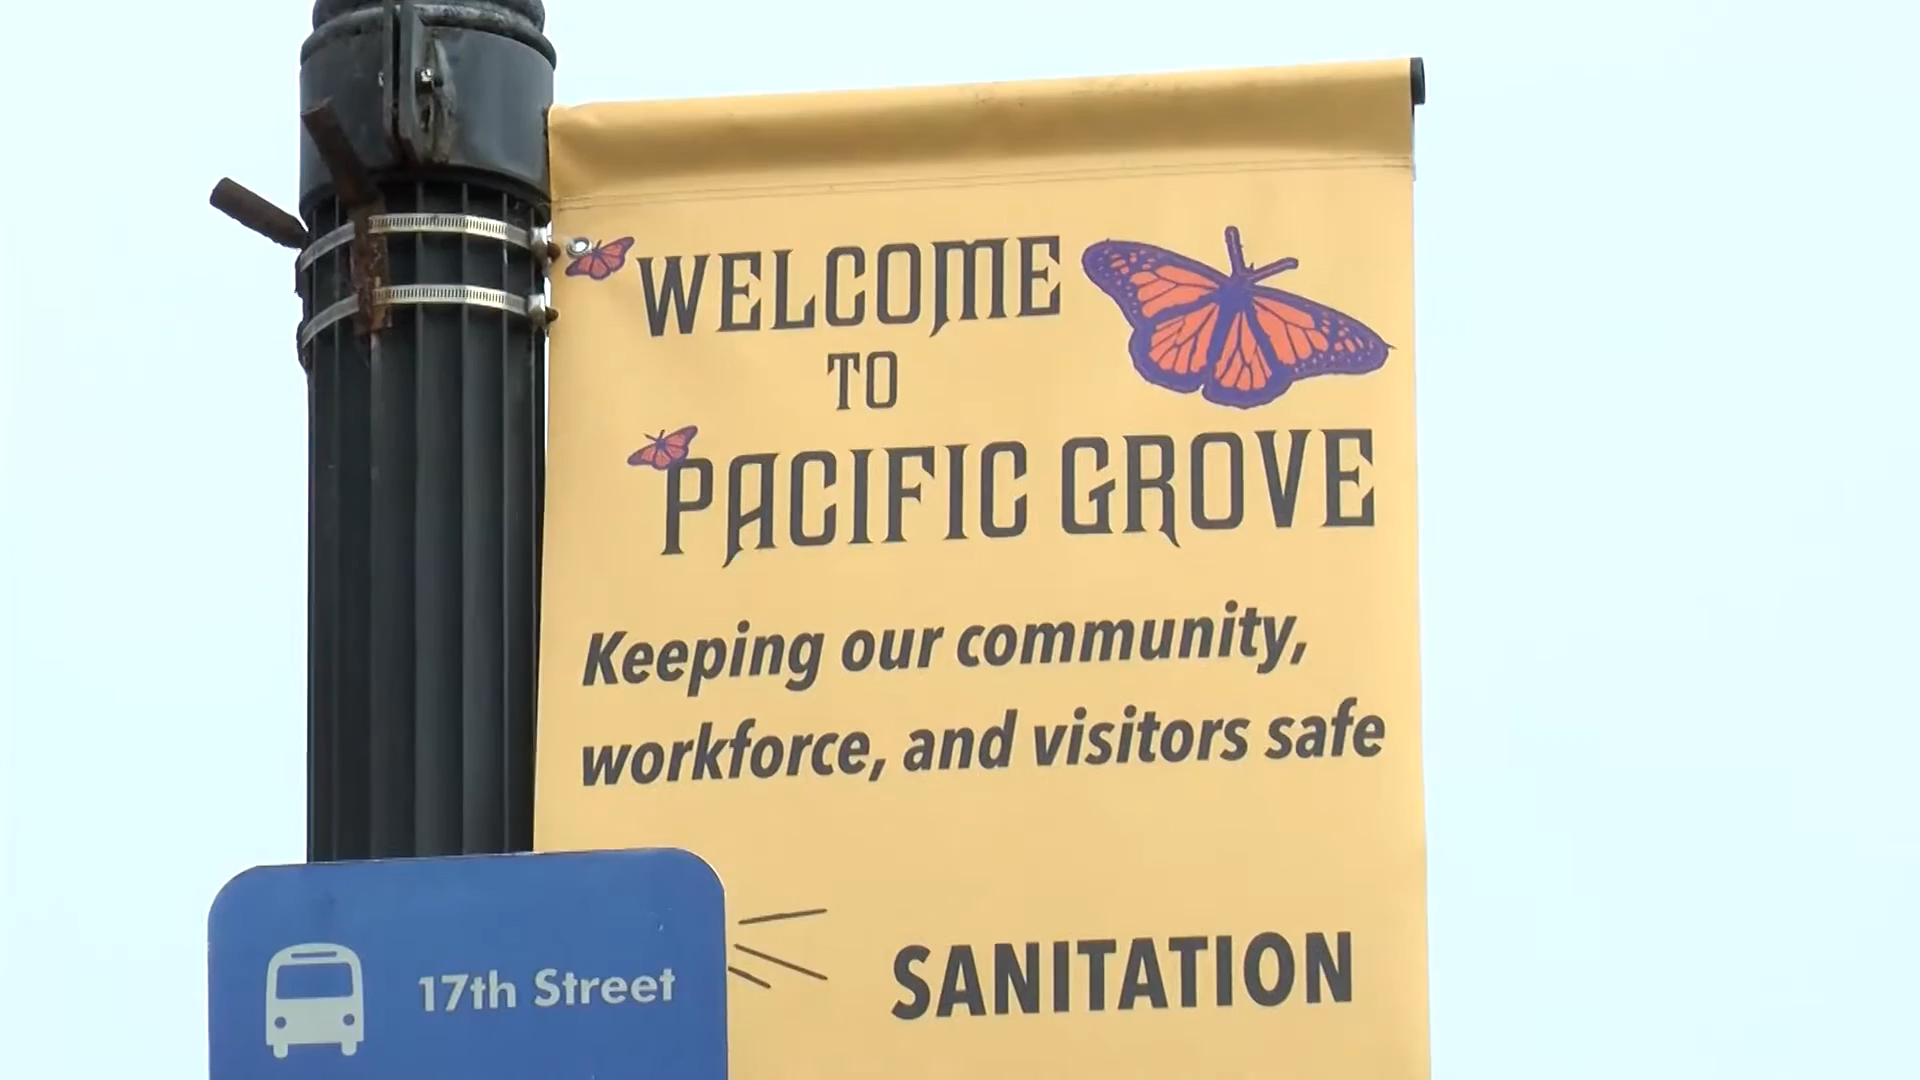 WELCOME
TO
PACIFIC GROVE
Keeping our community,
workforce, and visitors safe
SANITATION
17th Street